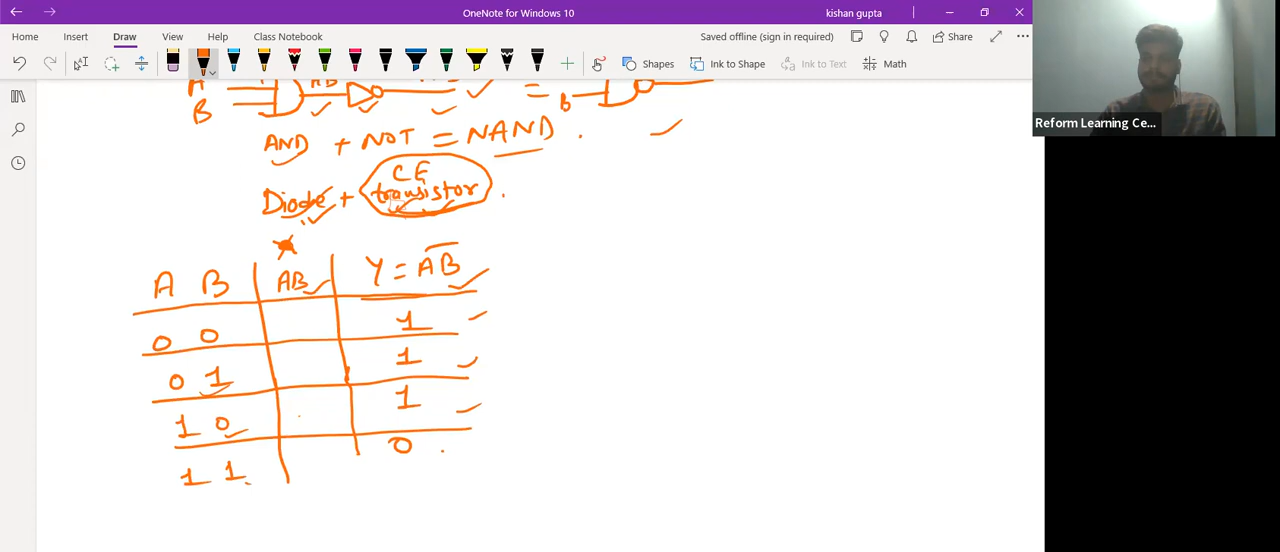 OneNote for Windows 10
kishan gupta
Home Insert Draw View Help Class Notebook
Saved offline (sign in required)
Share
Shapes
Ink to Shape
Ink to Text
Math
Reform Learning Ce...
A AB
B = B
AND + NOT = NAND .
CE
Diode + transistor .
A B AB Y = \overline{AB}
0 0 1
0 1 1
1 0 1
1 1 0